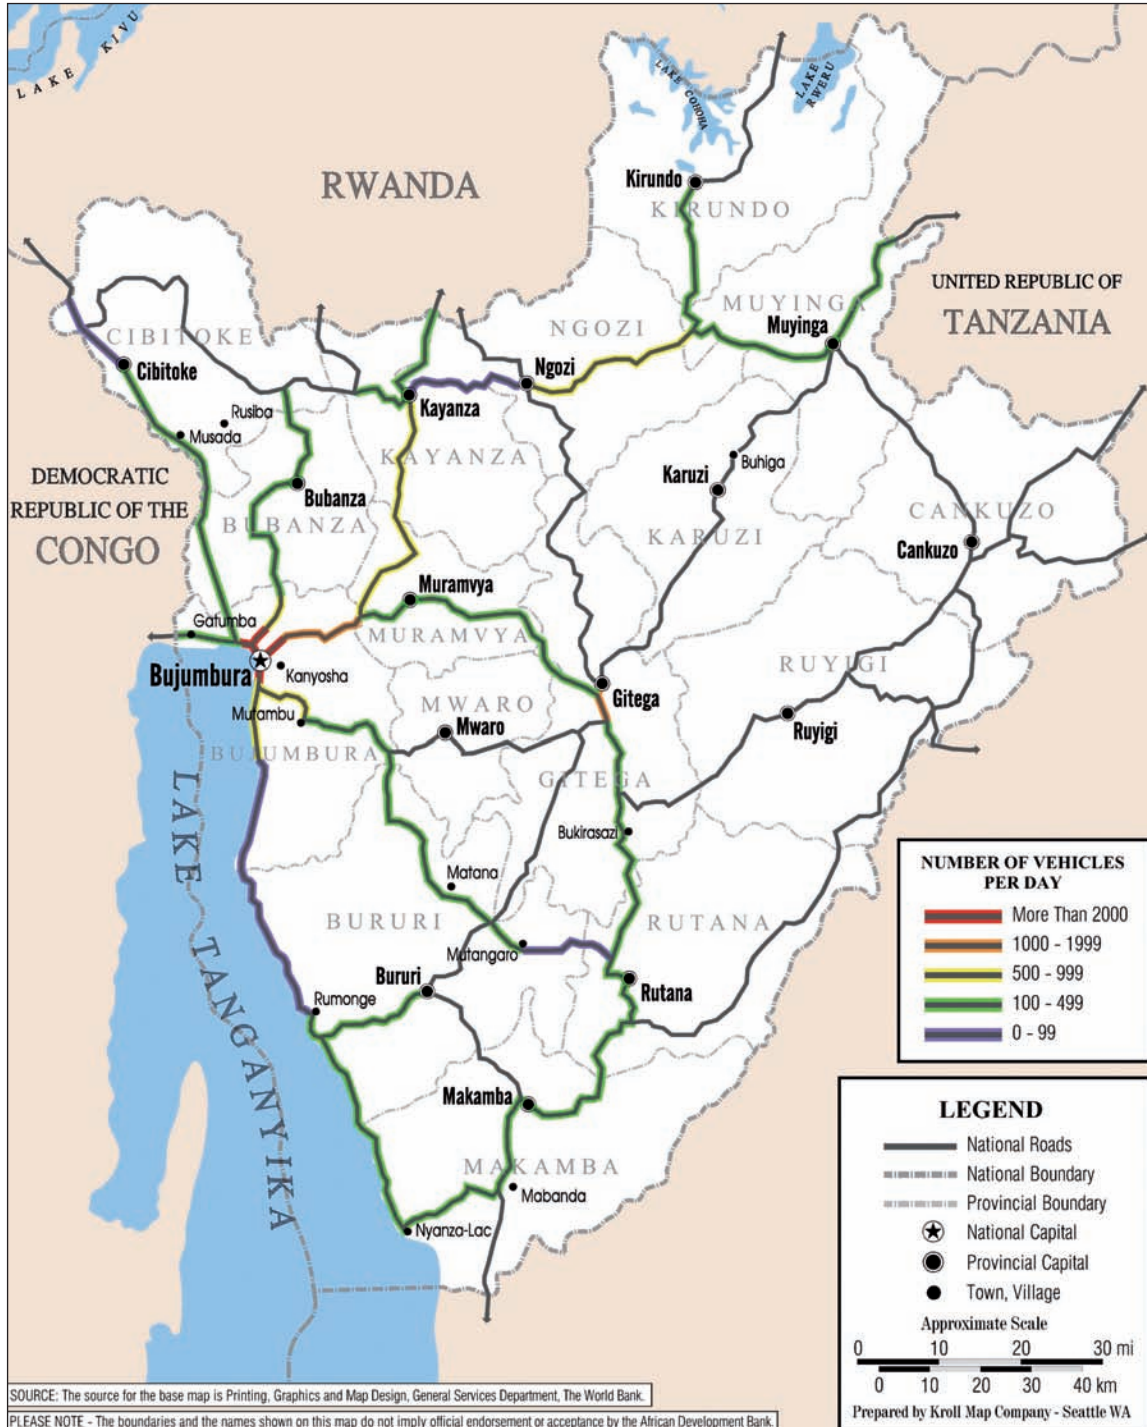 LAKE KIVU
LAKE COHOHA
LAKE RWERU
RWANDA
Kirundo
KIRUNDO
UNITED REPUBLIC OF
TANZANIA
MUYINGA
Muyinga
NGOZI
Ngozi
CIBITOKE
Cibitoke
Kayanza
KAYANZA
Rusiba
Musada
DEMOCRATIC
REPUBLIC OF THE
CONGO
Bubanza
BUBANZA
Buhiga
Karuzi
KARUZI
CANKUZO
Cankuzo
Muramvya
MURAMVYA
Gatumba
Bujumbura
Kanyosha
RUYIGI
Gitega
MWARO
Mwaro
Ruyigi
Mutambu
BUJUMBURA
GITEGA
Bukirasazi
LAKE TANGANYIKA
Matana
BURURI
RUTANA
Mutangaro
Bururi
Rutana
Rumonge
Makamba
MAKAMBA
Mabanda
Nyanza-Lac
NUMBER OF VEHICLES
PER DAY
More Than 2000
1000 - 1999
500 - 999
100 - 499
0 - 99
LEGEND
National Roads
National Boundary
Provincial Boundary
National Capital
Provincial Capital
Town, Village
Approximate Scale
0 10 20 30 mi
0 10 20 30 40 km
Prepared by Kroll Map Company - Seattle WA
SOURCE: The source for the base map is Printing, Graphics and Map Design, General Services Department, The World Bank.
PLEASE NOTE - The boundaries and the names shown on this map do not imply official endorsement or acceptance by the African Development Bank.